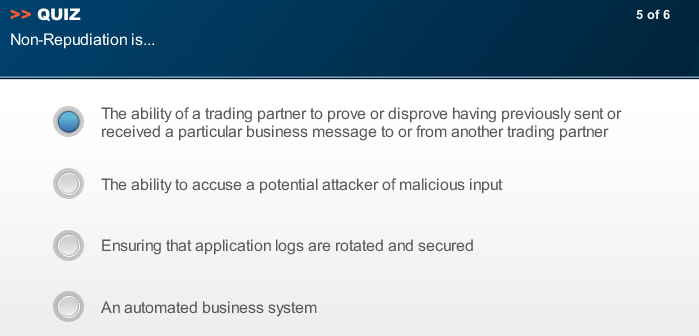 >> QUIZ
5 of 6
Non-Repudiation is...
The ability of a trading partner to prove or disprove having previously sent or
received a particular business message to or from another trading partner
The ability to accuse a potential attacker of malicious input
Ensuring that application logs are rotated and secured
An automated business system